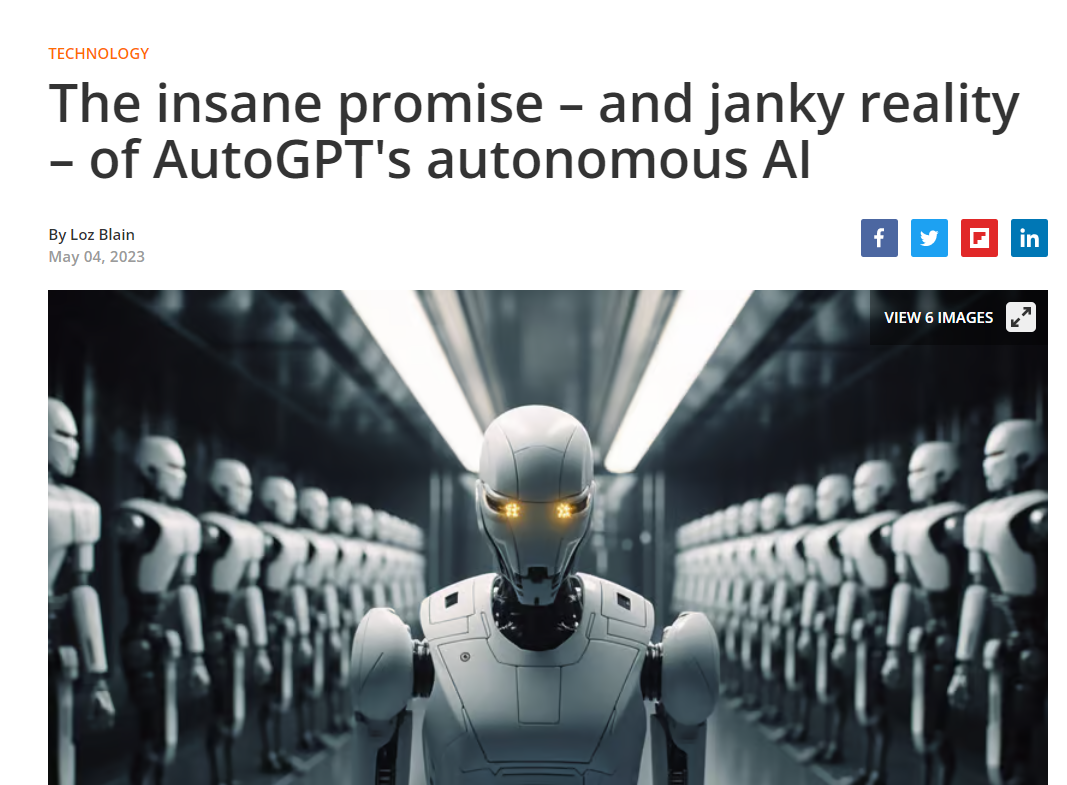 TECHNOLOGY
The insane promise – and janky reality
– of AutoGPT's autonomous AI
By Loz Blain
May 04, 2023
f
in
VIEW 6 IMAGES